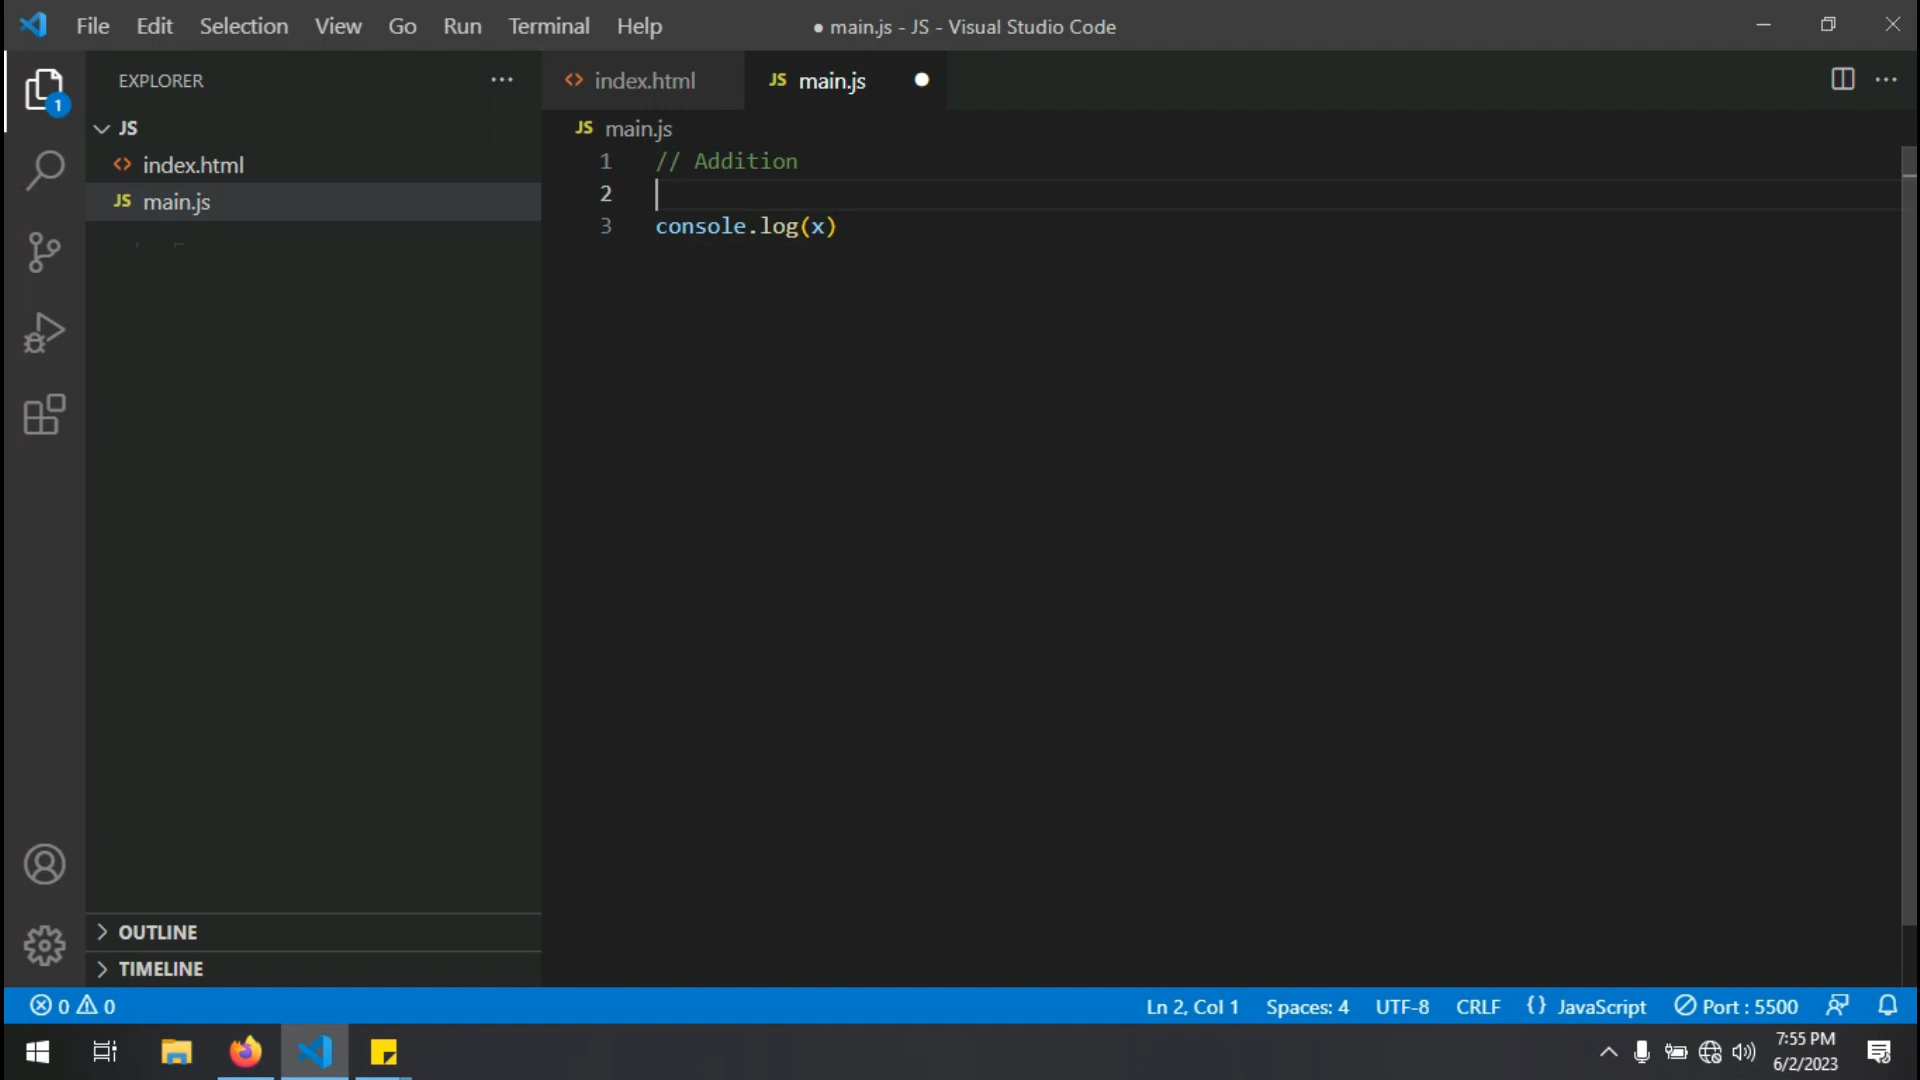 File Edit Selection View Go Run Terminal Help
● main.js - JS - Visual Studio Code
EXPLORER
JS
index.html
JS main.js
index.html
JS main.js
JS main.js
1 // Addition
2
3 console.log(x)
1
OUTLINE
TIMELINE
0 0
Ln 2, Col 1 Spaces: 4 UTF-8 CRLF {} JavaScript Port : 5500
7:55 PM
6/2/2023